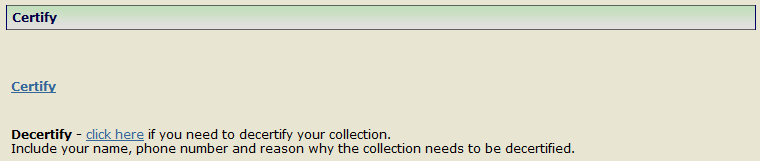 Certify
Certify
Decertify - click here if you need to decertify your collection.
Include your name, phone number and reason why the collection needs to be decertified.